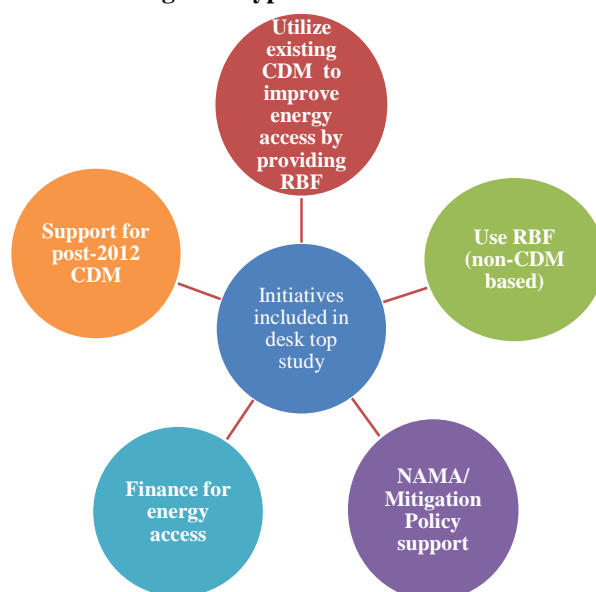 Utilize
existing
CDM to
improve
energy
access by
providing
RBF
Support for
post-2012
CDM
Use RBF
(non-CDM
based)
Initiatives
included in
desk top
study
Finance for
energy
access
NAMA/
Mitigation
Policy
support